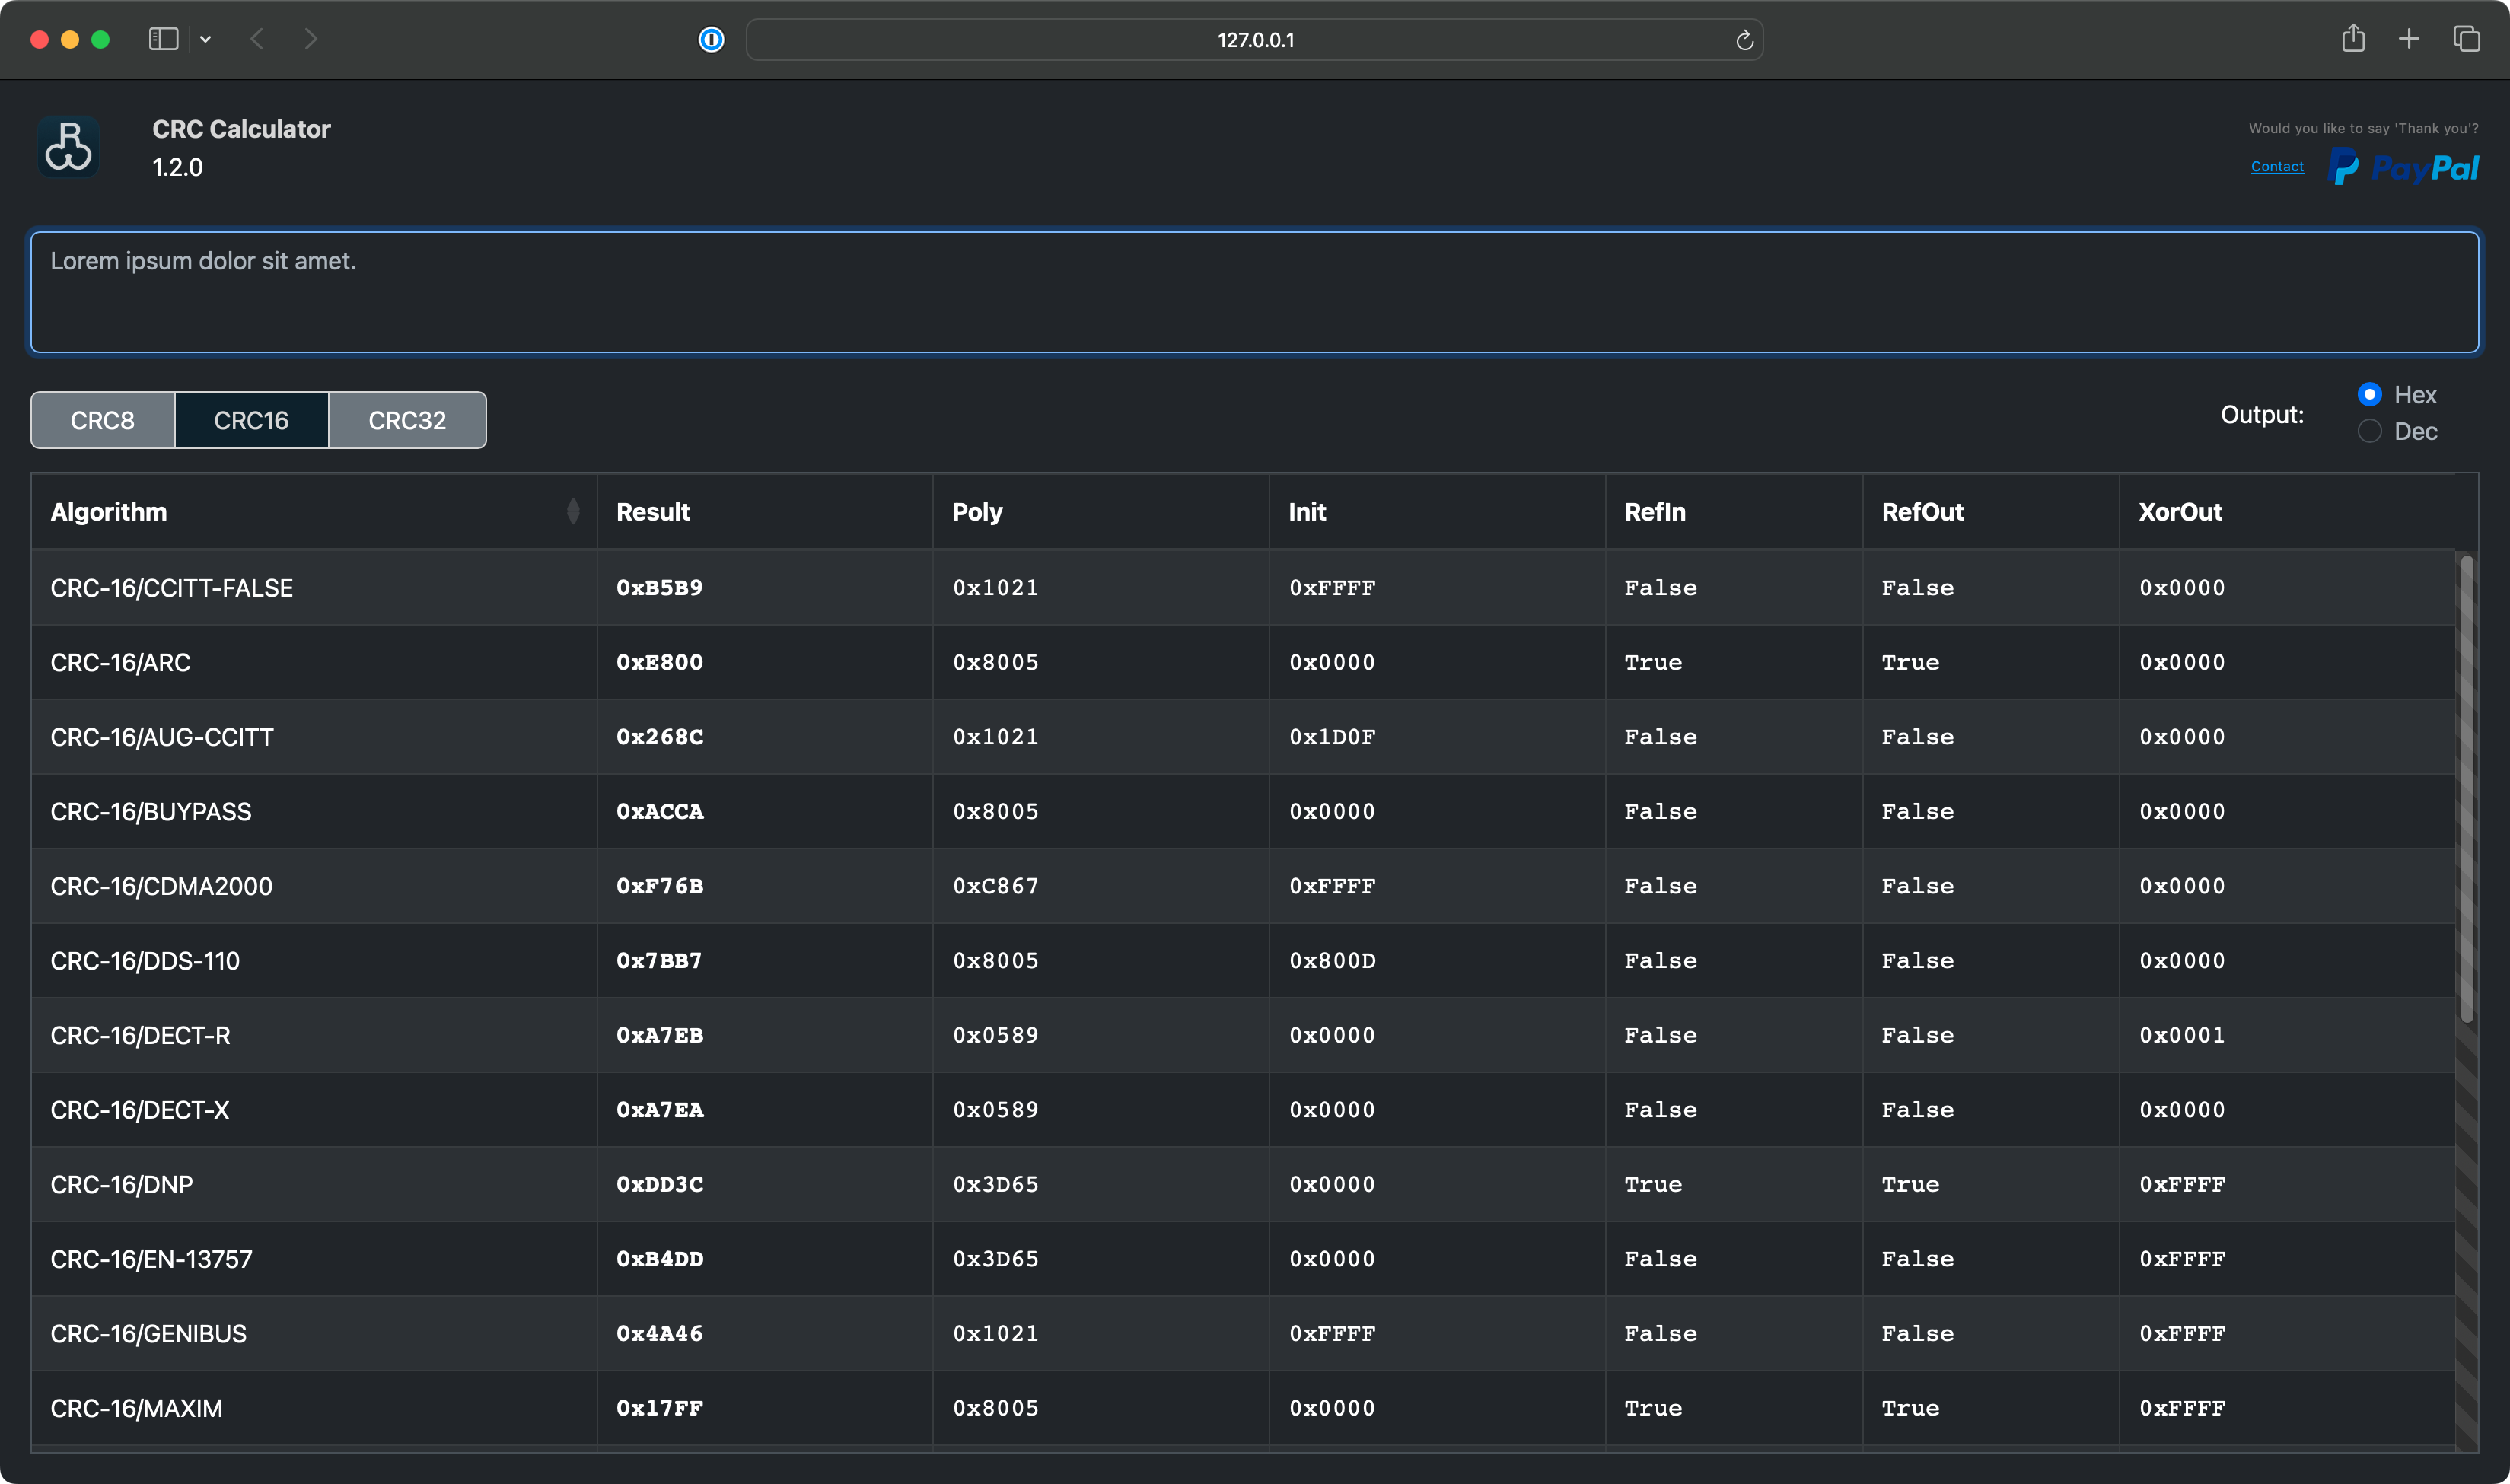 127.0.0.1
CRC Calculator
1.2.0
Would you like to say 'Thank you'?
Contact PayPal
Lorem ipsum dolor sit amet.
CRC8 CRC16 CRC32
Output:
Hex
Dec
Algorithm Result Poly Init RefIn RefOut XorOut
CRC-16/CCITT-FALSE 0xB5B9 0x1021 0xFFFF False False 0x0000
CRC-16/ARC 0xE800 0x8005 0x0000 True True 0x0000
CRC-16/AUG-CCITT 0x268C 0x1021 0x1D0F False False 0x0000
CRC-16/BUYPASS 0xACCA 0x8005 0x0000 False False 0x0000
CRC-16/CDMA2000 0xF76B 0xC867 0xFFFF False False 0x0000
CRC-16/DDS-110 0x7BB7 0x8005 0x800D False False 0x0000
CRC-16/DECT-R 0xA7EB 0x0589 0x0000 False False 0x0001
CRC-16/DECT-X 0xA7EA 0x0589 0x0000 False False 0x0000
CRC-16/DNP 0xDD3C 0x3D65 0x0000 True True 0xFFFF
CRC-16/EN-13757 0xB4DD 0x3D65 0x0000 False False 0xFFFF
CRC-16/GENIBUS 0x4A46 0x1021 0xFFFF False False 0xFFFF
CRC-16/MAXIM 0x17FF 0x8005 0x0000 True True 0xFFFF